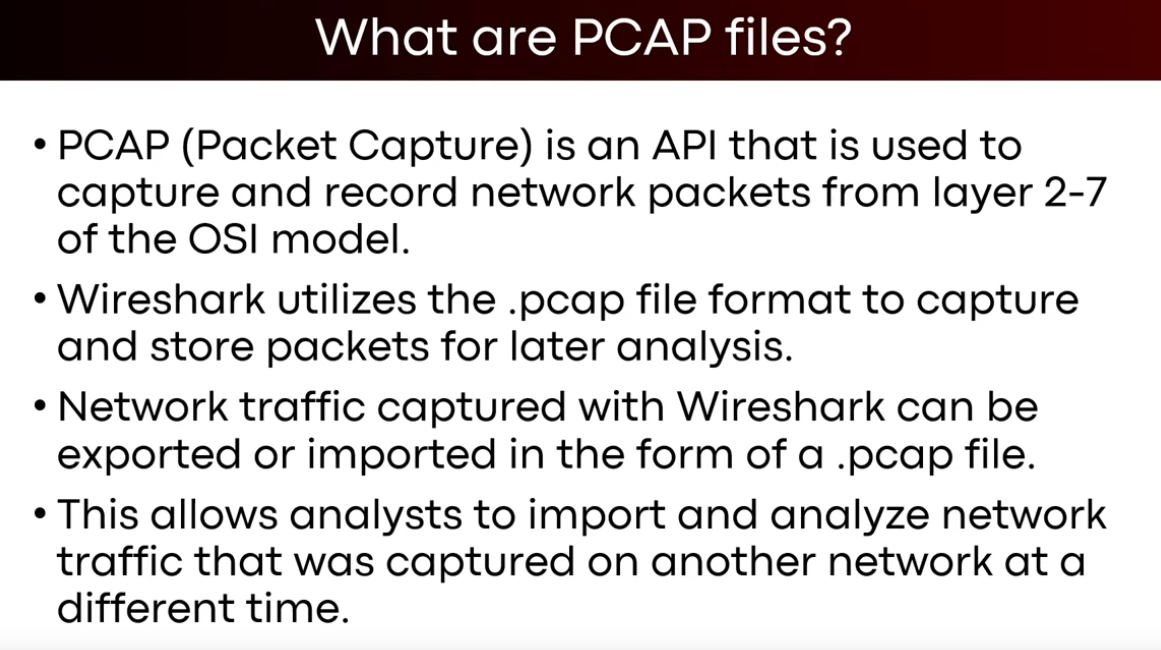 What are PCAP files?
• PCAP (Packet Capture) is an API that is used to
capture and record network packets from layer 2-7
of the OSI model.
• Wireshark utilizes the .pcap file format to capture
and store packets for later analysis.
• Network traffic captured with Wireshark can be
exported or imported in the form of a .pcap file.
• This allows analysts to import and analyze network
traffic that was captured on another network at a
different time.